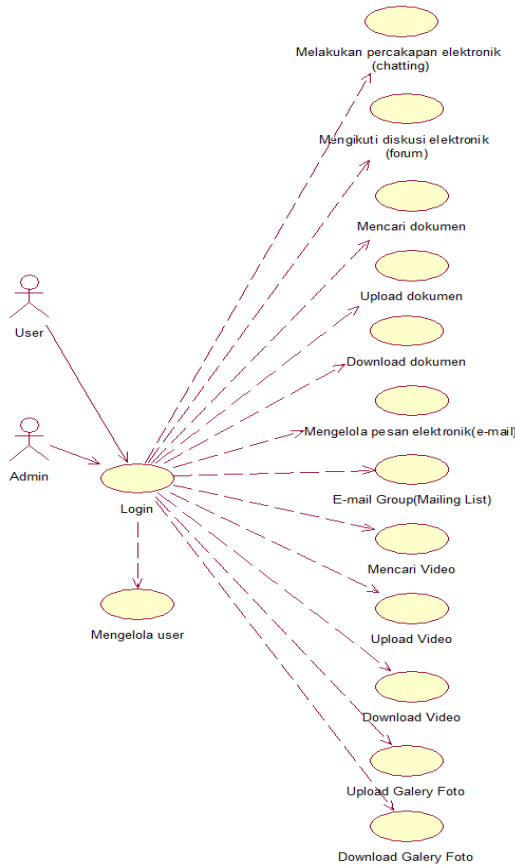 Melakukan percakapan elektronik
(chatting)
Mengikuti diskusi elektronik
(forum)
Mencari dokumen
Upload dokumen
User
Download dokumen
Mengelola pesan elektronik(e-mail)
Admin
E-mail Group(Mailing List)
Login
Mencari Video
Mengelola user
Upload Video
Download Video
Upload Galery Foto
Download Galery Foto